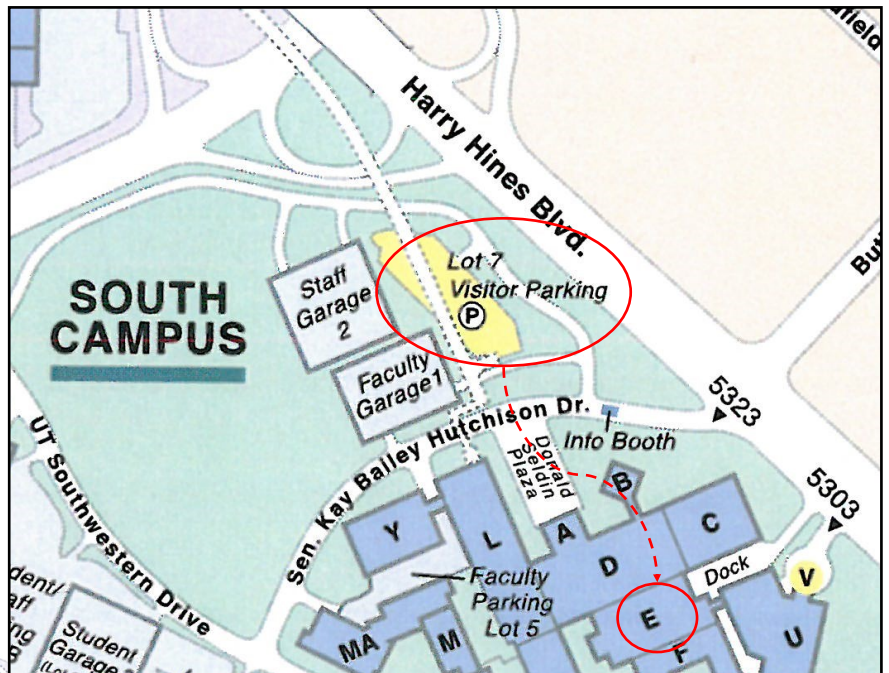 field
Harry Hines Blvd.
Lot 7
Visitor Parking
P
Staff
Garage
2
SOUTH
CAMPUS
Faculty
Garage1
5323
Sen. Kay Bailey Hutchison Dr.
Info Booth
Donald
Seldin
Plaza
UT Southwestern Drive
B
5303
Y
L
A
C
D
Dock
V
Faculty
Parking
Lot 5
E
MA
M
F
U
Student
Garage